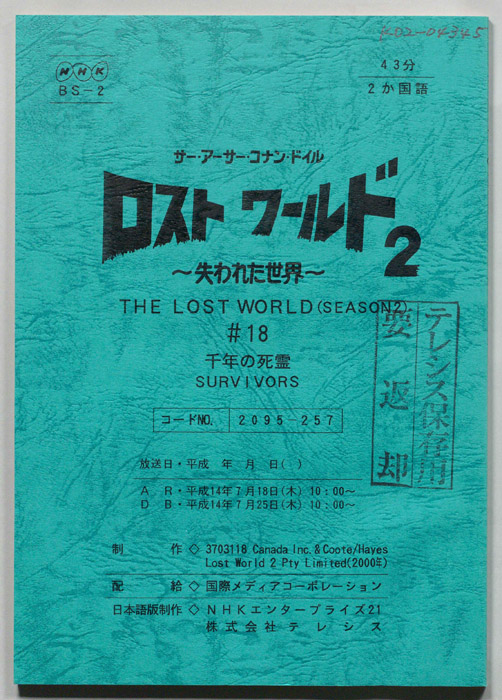 K02-04345
NHK
BS-2
43分
2か国語
サー・アーサー・コナン・ドイル
ロスト ワールド2
～失われた世界～
THE LOST WORLD(SEASON2)
#18
千年の死霊
SURVIVORS
テレシス保存用
要返却
コードNO. 2095-257
放送日・平成 年 月 日( )
A R・平成14年7月18日(木) 10:00～
D B・平成14年7月25日(木) 10:00～
制 作◇3703118 Canada Inc.&Coote/Hayes
Lost World 2 Pty Limited(2000年)
配 給◇国際メディアコーポレーション
日本語版制作◇NHKエンタープライズ21
株式会社テレシス